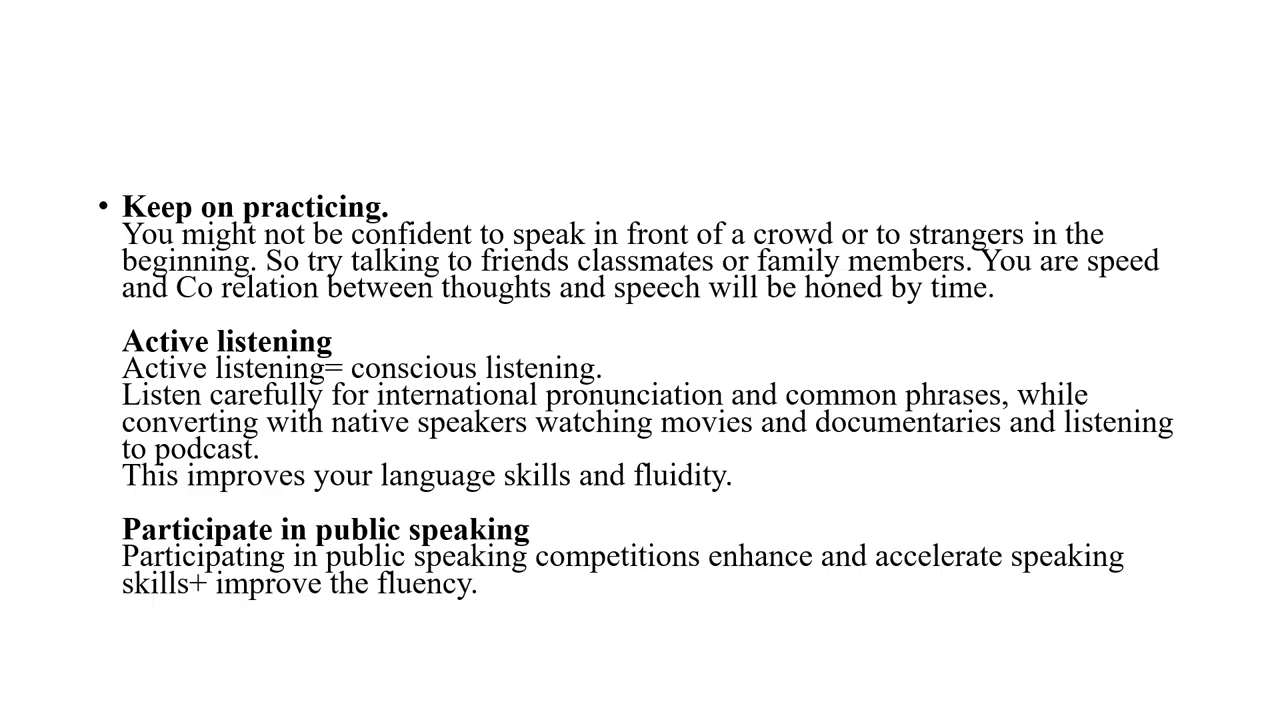 • Keep on practicing.
You might not be confident to speak in front of a crowd or to strangers in the
beginning. So try talking to friends classmates or family members. You are speed
and Co relation between thoughts and speech will be honed by time.
Active listening
Active listening= conscious listening.
Listen carefully for international pronunciation and common phrases, while
converting with native speakers watching movies and documentaries and listening
to podcast.
This improves your language skills and fluidity.
Participate in public speaking
Participating in public speaking competitions enhance and accelerate speaking
skills+ improve the fluency.